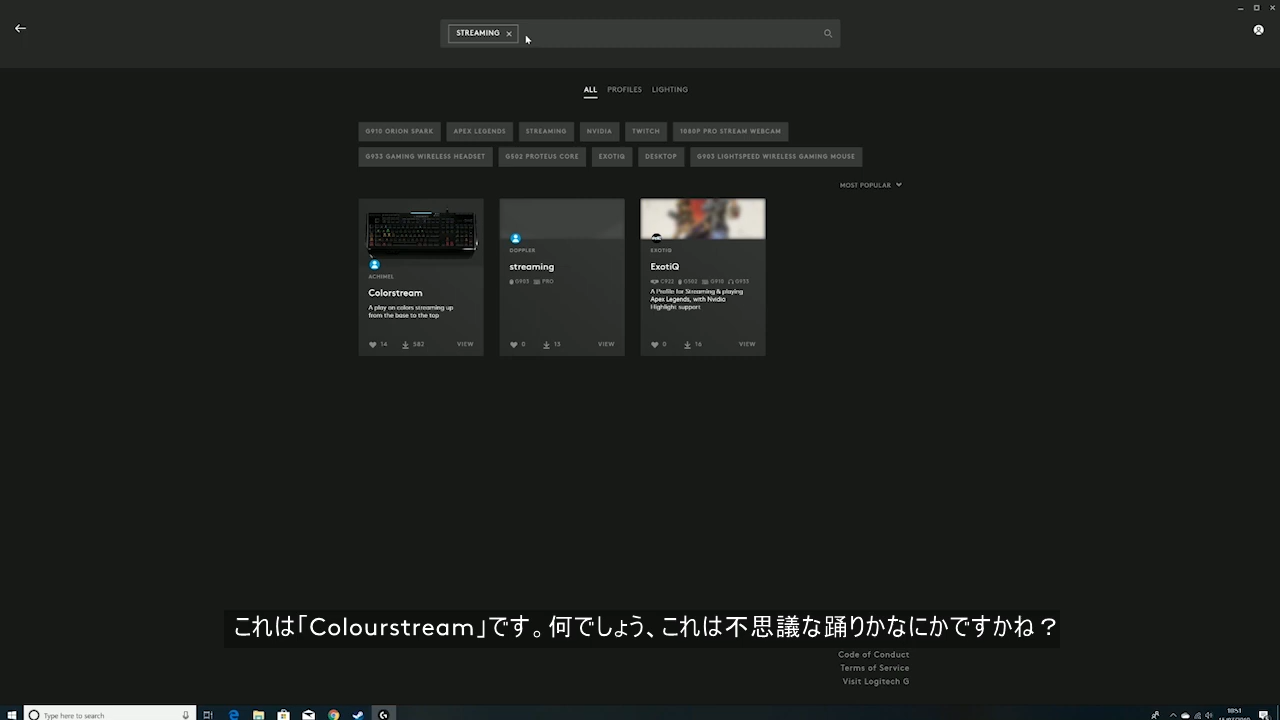 STREAMING ×
ALL PROFILES LIGHTING
G910 ORION SPARK APEX LEGENDS STREAMING NVIDIA TWITCH 1080P PRO STREAM WEBCAM
G933 GAMING WIRELESS HEADSET G502 PROTEUS CORE EXOTIQ DESKTOP G903 LIGHTSPEED WIRELESS GAMING MOUSE
MOST POPULAR
ACHIMEL
Colorstream
A play on colors streaming up
from the base to the top
14 582 VIEW
DOPPLER
streaming
G903 PRO
0 13 VIEW
EXOTIQ
ExotiQ
C922 G502 G910 G933
A Profile for Streaming & playing
Apex Legends, with Nvidia
Highlight support
0 16 VIEW
これは「Colourstream」です。何でしょう、これは不思議な踊りかなにかですかね？
Code of Conduct
Terms of Service
Visit Logitech G
Type here to search
18:51